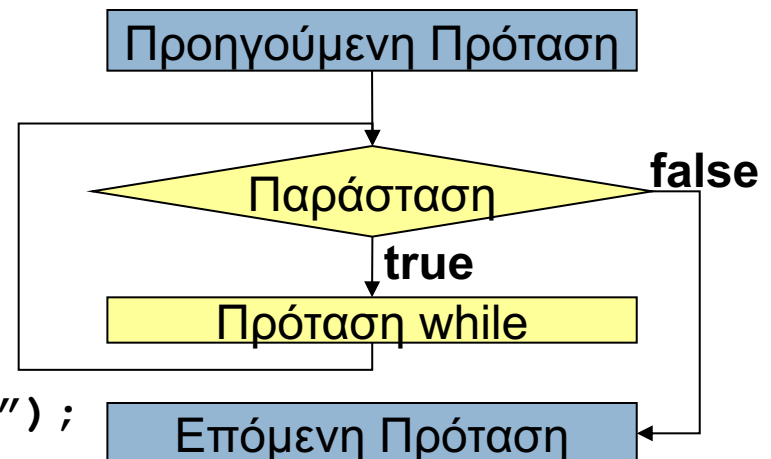 Προηγούμενη Πρόταση
Παράσταση
false
true
Πρόταση while
");
Επόμενη Πρόταση